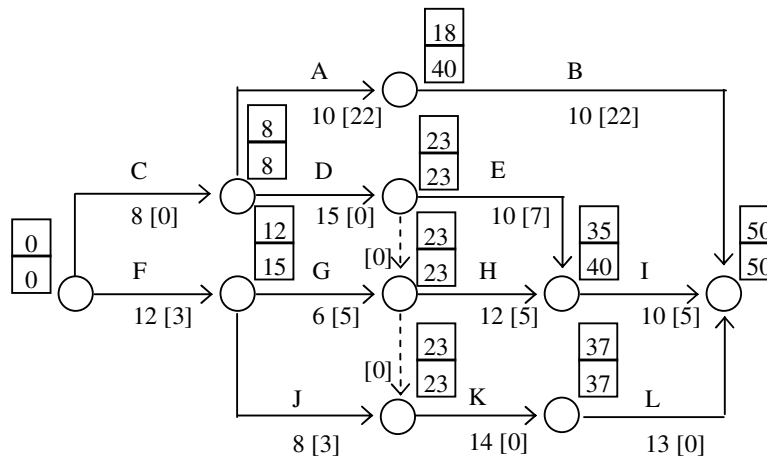 18
A
40
B
10 [22]
10 [22]
8
8
23
23
C
D
E
8 [0]
15 [0]
10 [7]
0
0
12
15
[0]
23
23
35
40
50
50
F
G
H
I
12 [3]
6 [5]
12 [5]
10 [5]
[0]
23
23
37
37
J
K
L
8 [3]
14 [0]
13 [0]